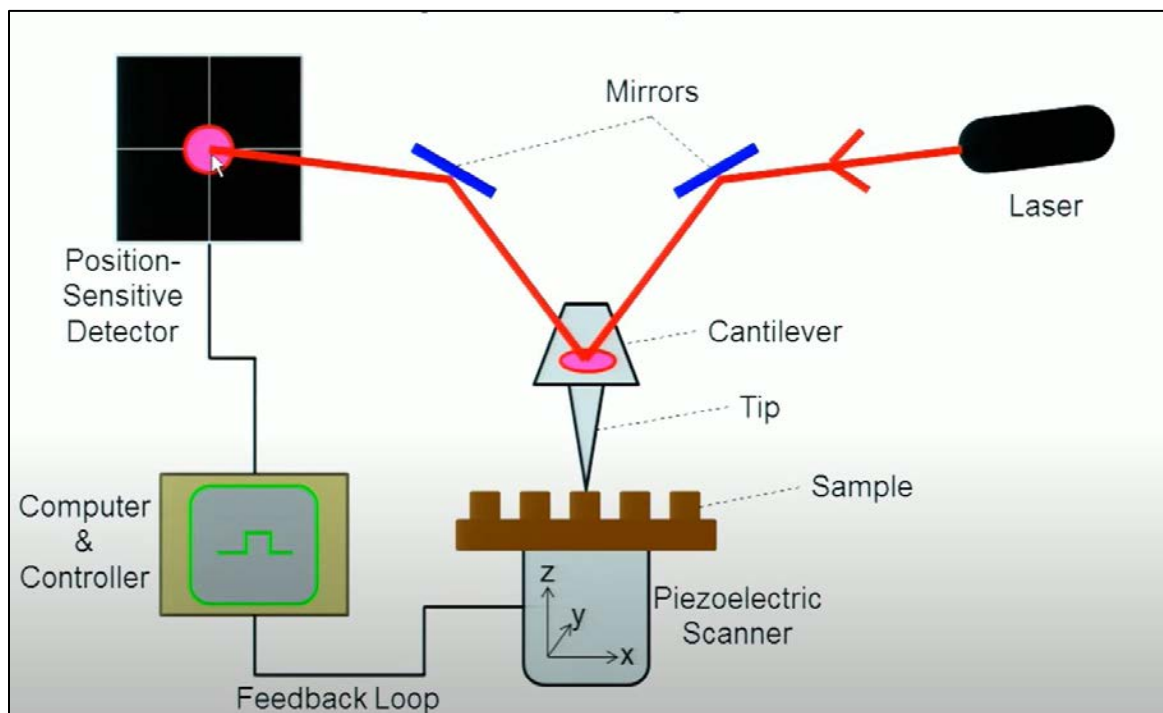 Mirrors
Laser
Position-
Sensitive
Detector
Cantilever
Tip
Sample
Computer
&
Controller
z
y
x
Piezoelectric
Scanner
Feedback Loop